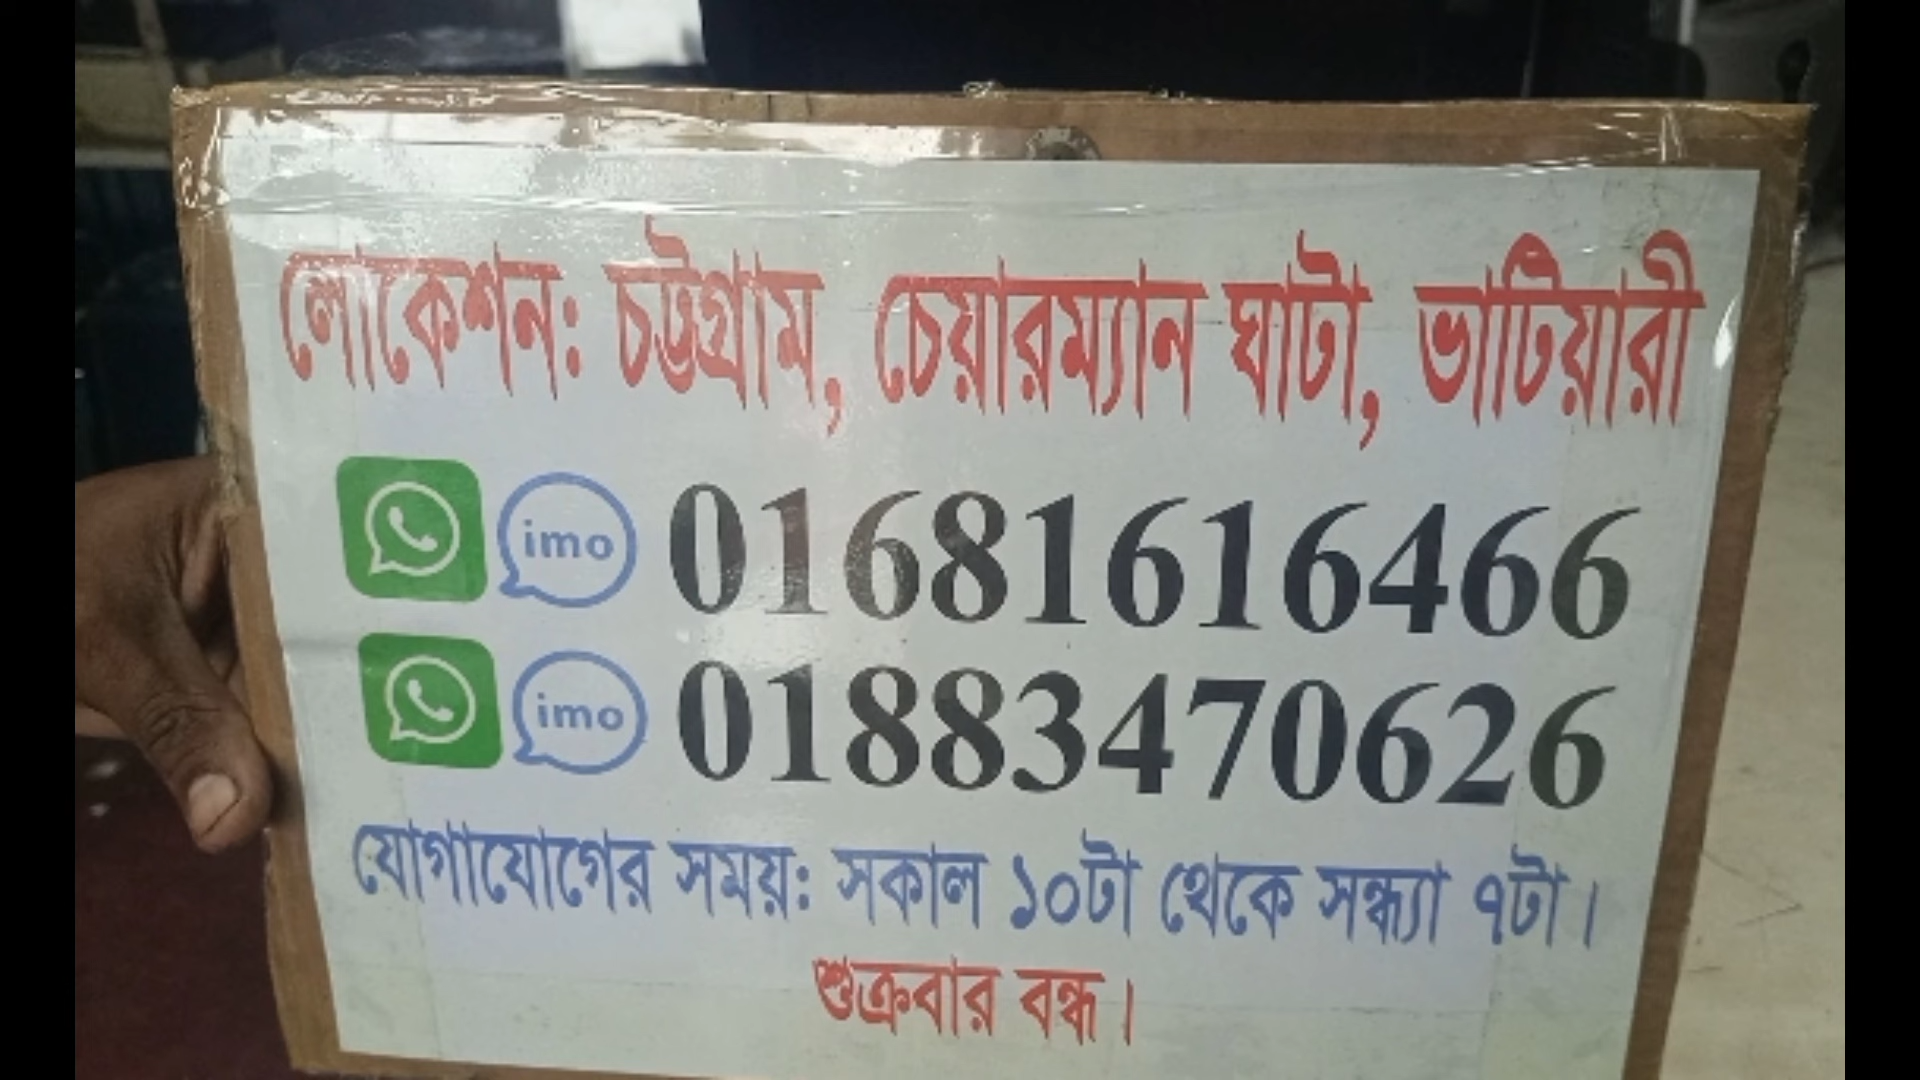 লোকেশন: চট্টগ্রাম, চেয়ারম্যান ঘাটা, ভাটিয়ারী
imo 01681616466
imo 01883470626
যোগাযোগের সময়: সকাল ১০টা থেকে সন্ধ্যা ৭টা।
শুক্রবার বন্ধ।